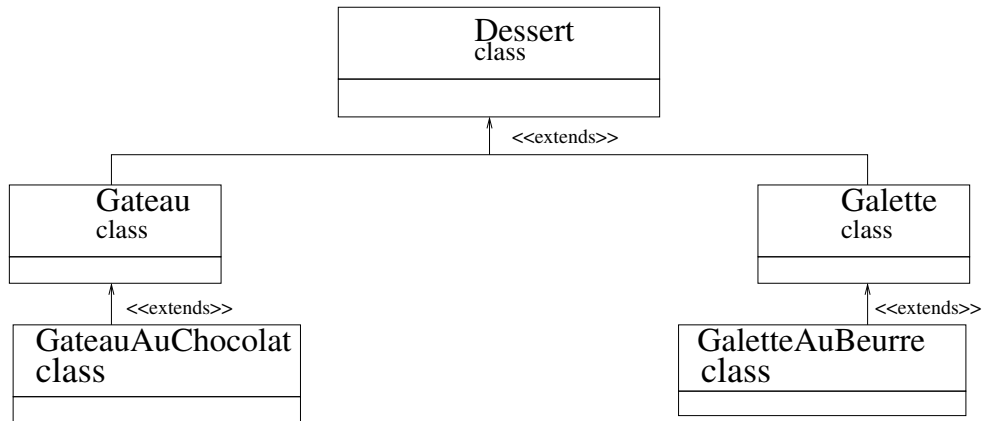 Dessert
class
<<extends>>
Gateau
class
Galette
class
<<extends>>
<<extends>>
GateauAuChocolat
class
GaletteAuBeurre
class